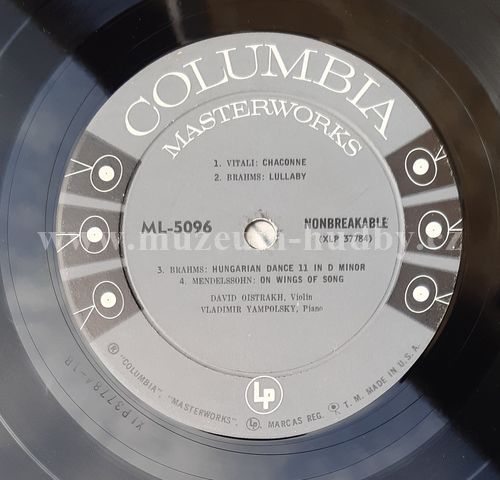 COLUMBIA
MASTERWORKS
1. VITALI: CHACONNE
2. BRAHMS: LULLABY
ML-5096
NONBREAKABLE
(XLP 37784)
www.muzeum-hudby.cz
3. BRAHMS: HUNGARIAN DANCE 11 IN D MINOR
4. MENDELSSOHN: ON WINGS OF SONG
DAVID OISTRAKH, Violin
VLADIMIR YAMPOLSKY, Piano
® "COLUMBIA", "MASTERWORKS", Lp MARCAS REG. T. M. MADE IN U.S.A.
XLP37784-1B